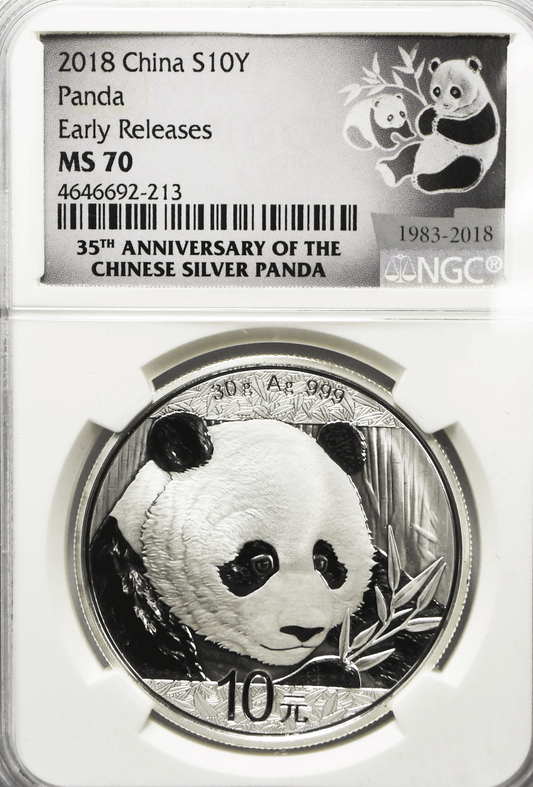 2018 China S10Y
Panda
Early Releases
MS 70
4646692-213
35TH ANNIVERSARY OF THE
CHINESE SILVER PANDA
1983-2018
NGC®
30g Ag 999
10元